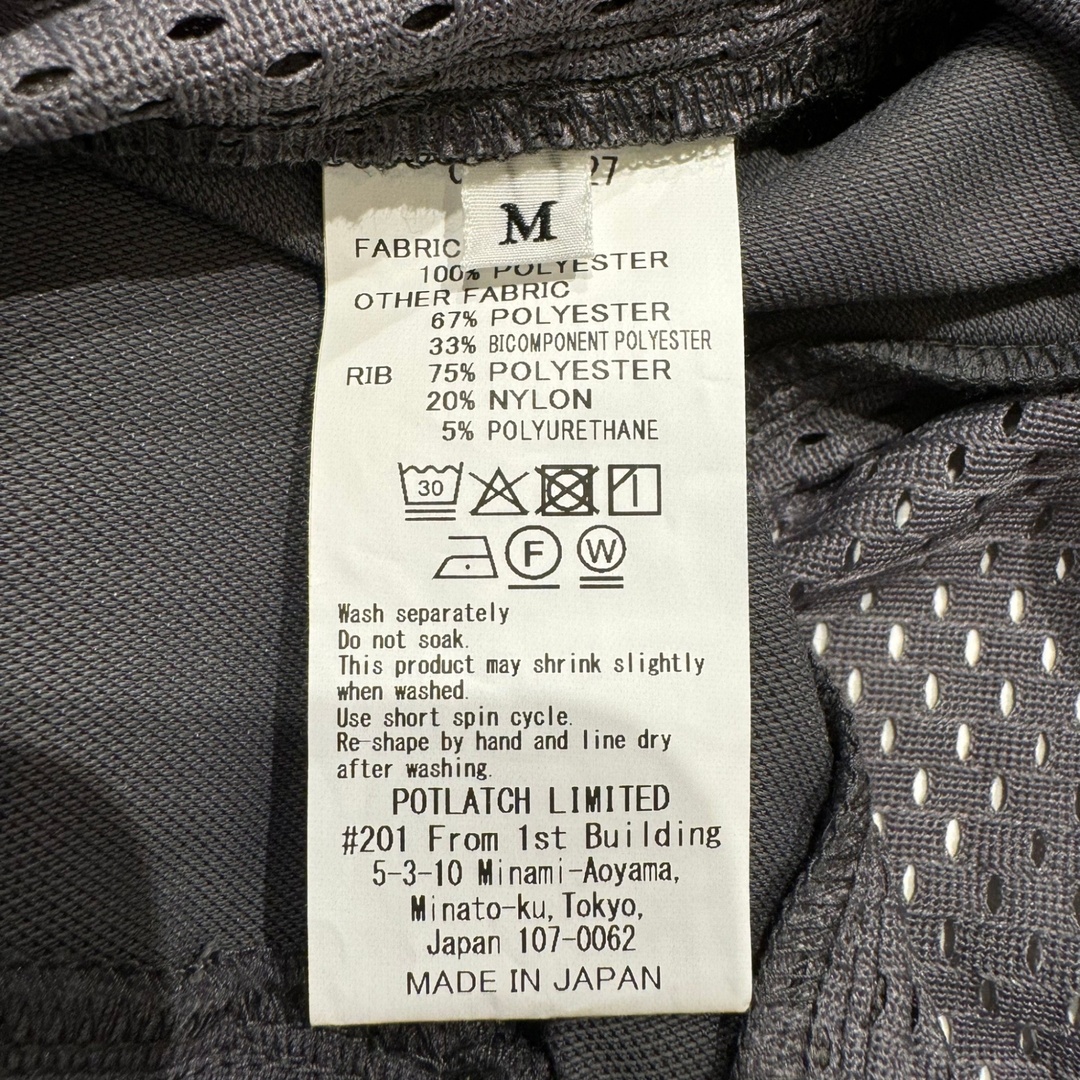 27
M
FABRIC
100% POLYESTER
OTHER FABRIC
67% POLYESTER
33% BICOMPONENT POLYESTER
RIB 75% POLYESTER
20% NYLON
5% POLYURETHANE
30
F W
Wash separately
Do not soak.
This product may shrink slightly
when washed.
Use short spin cycle.
Re-shape by hand and line dry
after washing.
POTLATCH LIMITED
#201 From 1st Building
5-3-10 Minami-Aoyama,
Minato-ku, Tokyo,
Japan 107-0062
MADE IN JAPAN